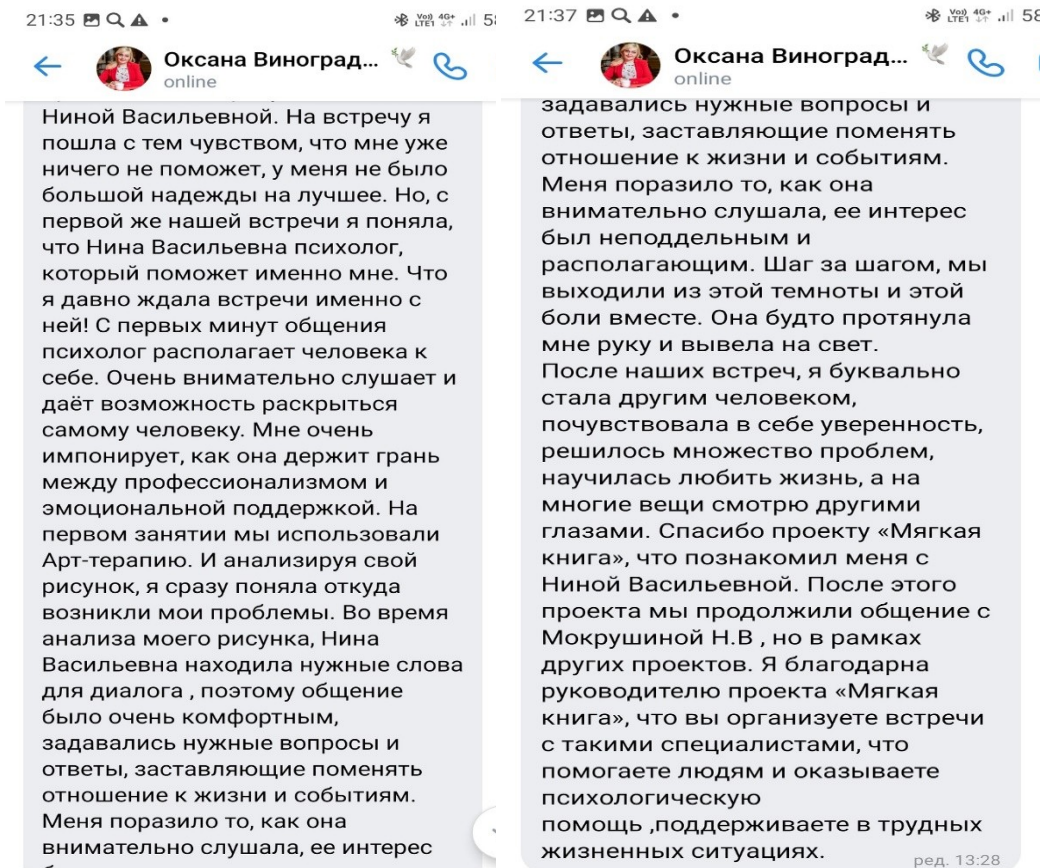 21:35
Voi) 4G+
LTE1
58
Оксана Виноград...
online
Ниной Васильевной. На встречу я
пошла с тем чувством, что мне уже
ничего не поможет, у меня не было
большой надежды на лучшее. Но, с
первой же нашей встречи я поняла,
что Нина Васильевна психолог,
который поможет именно мне. Что
я давно ждала встречи именно с
ней! С первых минут общения
психолог располагает человека к
себе. Очень внимательно слушает и
даёт возможность раскрыться
самому человеку. Мне очень
импонирует, как она держит грань
между профессионализмом и
эмоциональной поддержкой. На
первом занятии мы использовали
Арт-терапию. И анализируя свой
рисунок, я сразу поняла откуда
возникли мои проблемы. Во время
анализа моего рисунка, Нина
Васильевна находила нужные слова
для диалога , поэтому общение
было очень комфортным,
задавались нужные вопросы и
ответы, заставляющие поменять
отношение к жизни и событиям.
Меня поразило то, как она
внимательно слушала, ее интерес
21:37
Voi) 4G+
LTE1
58
Оксана Виноград...
online
задавались нужные вопросы и
ответы, заставляющие поменять
отношение к жизни и событиям.
Меня поразило то, как она
внимательно слушала, ее интерес
был неподдельным и
располагающим. Шаг за шагом, мы
выходили из этой темноты и этой
боли вместе. Она будто протянула
мне руку и вывела на свет.
После наших встреч, я буквально
стала другим человеком,
почувствовала в себе уверенность,
решилось множество проблем,
научилась любить жизнь, а на
многие вещи смотрю другими
глазами. Спасибо проекту «Мягкая
книга», что познакомил меня с
Ниной Васильевной. После этого
проекта мы продолжили общение с
Мокрушиной Н.В , но в рамках
других проектов. Я благодарна
руководителю проекта «Мягкая
книга», что вы организуете встречи
с такими специалистами, что
помогаете людям и оказываете
психологическую
помощь ,поддерживаете в трудных
жизненных ситуациях.
ред. 13:28